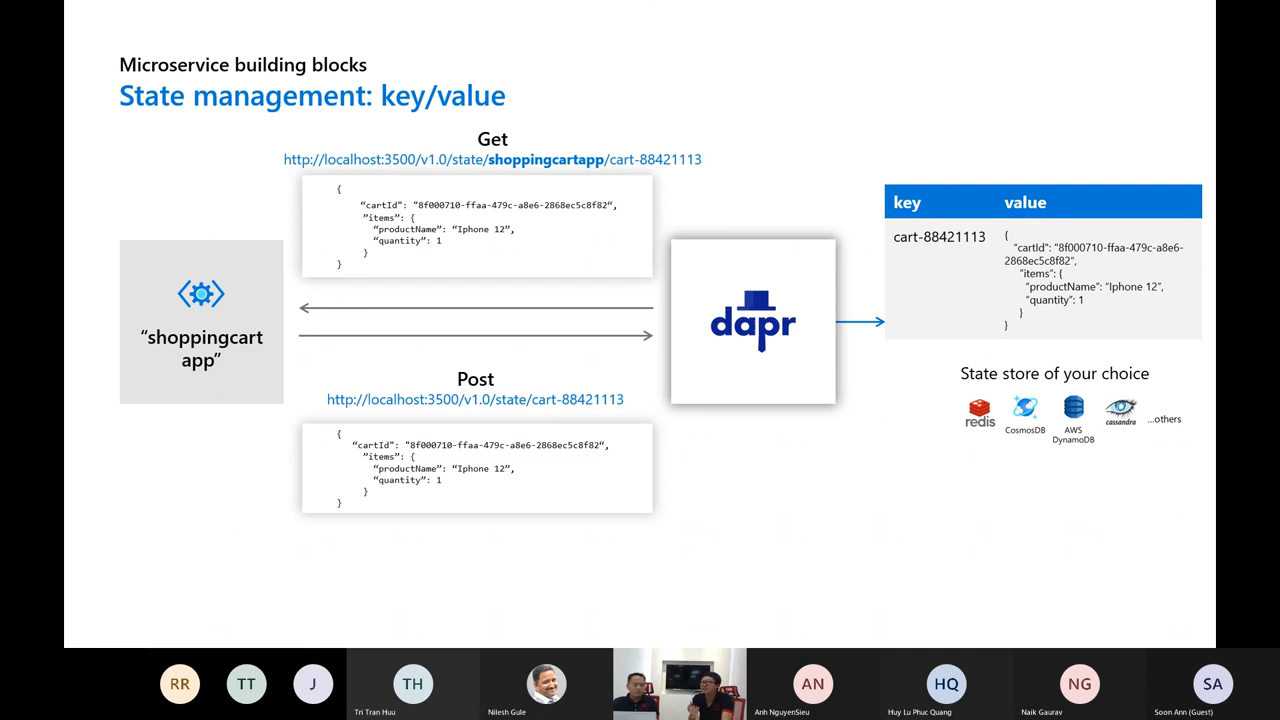 Microservice building blocks
State management: key/value
Get
http://localhost:3500/v1.0/state/shoppingcartapp/cart-88421113
{
“cartId": "8f000710-ffaa-479c-a8e6-2868ec5c8f82“,
”items”: {
“productName”: “Iphone 12”,
“quantity”: 1
}
}
“shoppingcart
app”
dapr
Post
http://localhost:3500/v1.0/state/cart-88421113
{
“cartId": "8f000710-ffaa-479c-a8e6-2868ec5c8f82“,
”items”: {
“productName”: “Iphone 12”,
“quantity”: 1
}
}
key value
cart-88421113
{
“cartId": "8f000710-ffaa-479c-a8e6-
2868ec5c8f82“,
”items”: {
“productName”: “Iphone 12”,
“quantity”: 1
}
}
State store of your choice
redis
CosmosDB
AWS
DynamoDB
cassandra
...others
RR
TT
J
TH
Tri Tran Huu
Nilesh Gule
AN
Anh NguyenSieu
HQ
Huy Lu Phuc Quang
NG
Naik Gaurav
SA
Soon Ann (Guest)